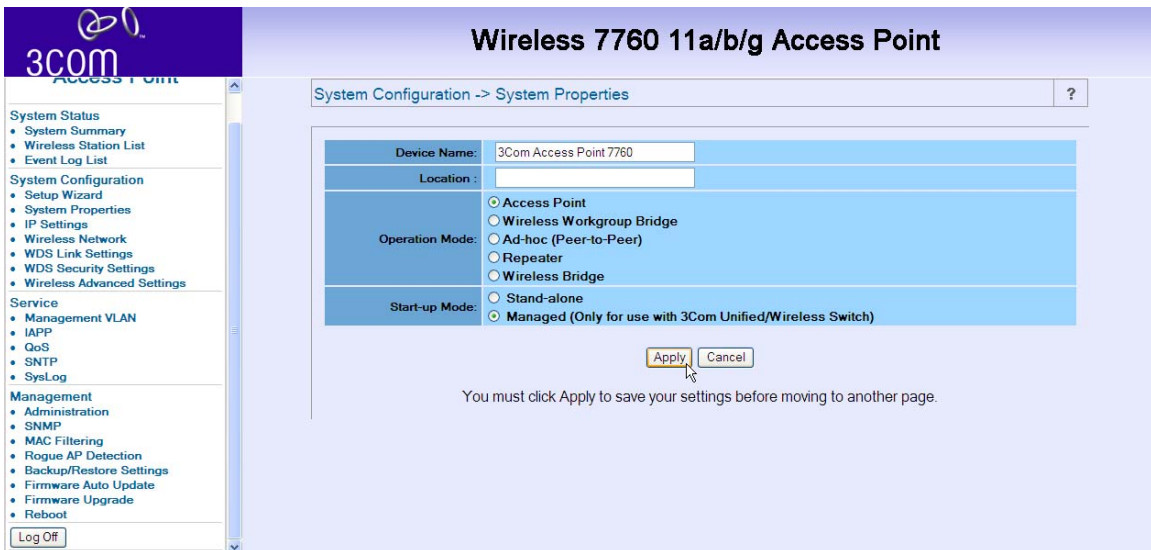 3COM
Wireless 7760 11a/b/g Access Point
Access Point
System Status
• System Summary
• Wireless Station List
• Event Log List
System Configuration
• Setup Wizard
• System Properties
• IP Settings
• Wireless Network
• WDS Link Settings
• WDS Security Settings
• Wireless Advanced Settings
Service
• Management VLAN
• IAPP
• QoS
• SNTP
• SysLog
Management
• Administration
• SNMP
• MAC Filtering
• Rogue AP Detection
• Backup/Restore Settings
• Firmware Auto Update
• Firmware Upgrade
• Reboot
Log Off
System Configuration -> System Properties ?
Device Name: 3Com Access Point 7760
Location :
Operation Mode:
Access Point
Wireless Workgroup Bridge
Ad-hoc (Peer-to-Peer)
Repeater
Wireless Bridge
Start-up Mode:
Stand-alone
Managed (Only for use with 3Com Unified/Wireless Switch)
Apply Cancel
You must click Apply to save your settings before moving to another page.